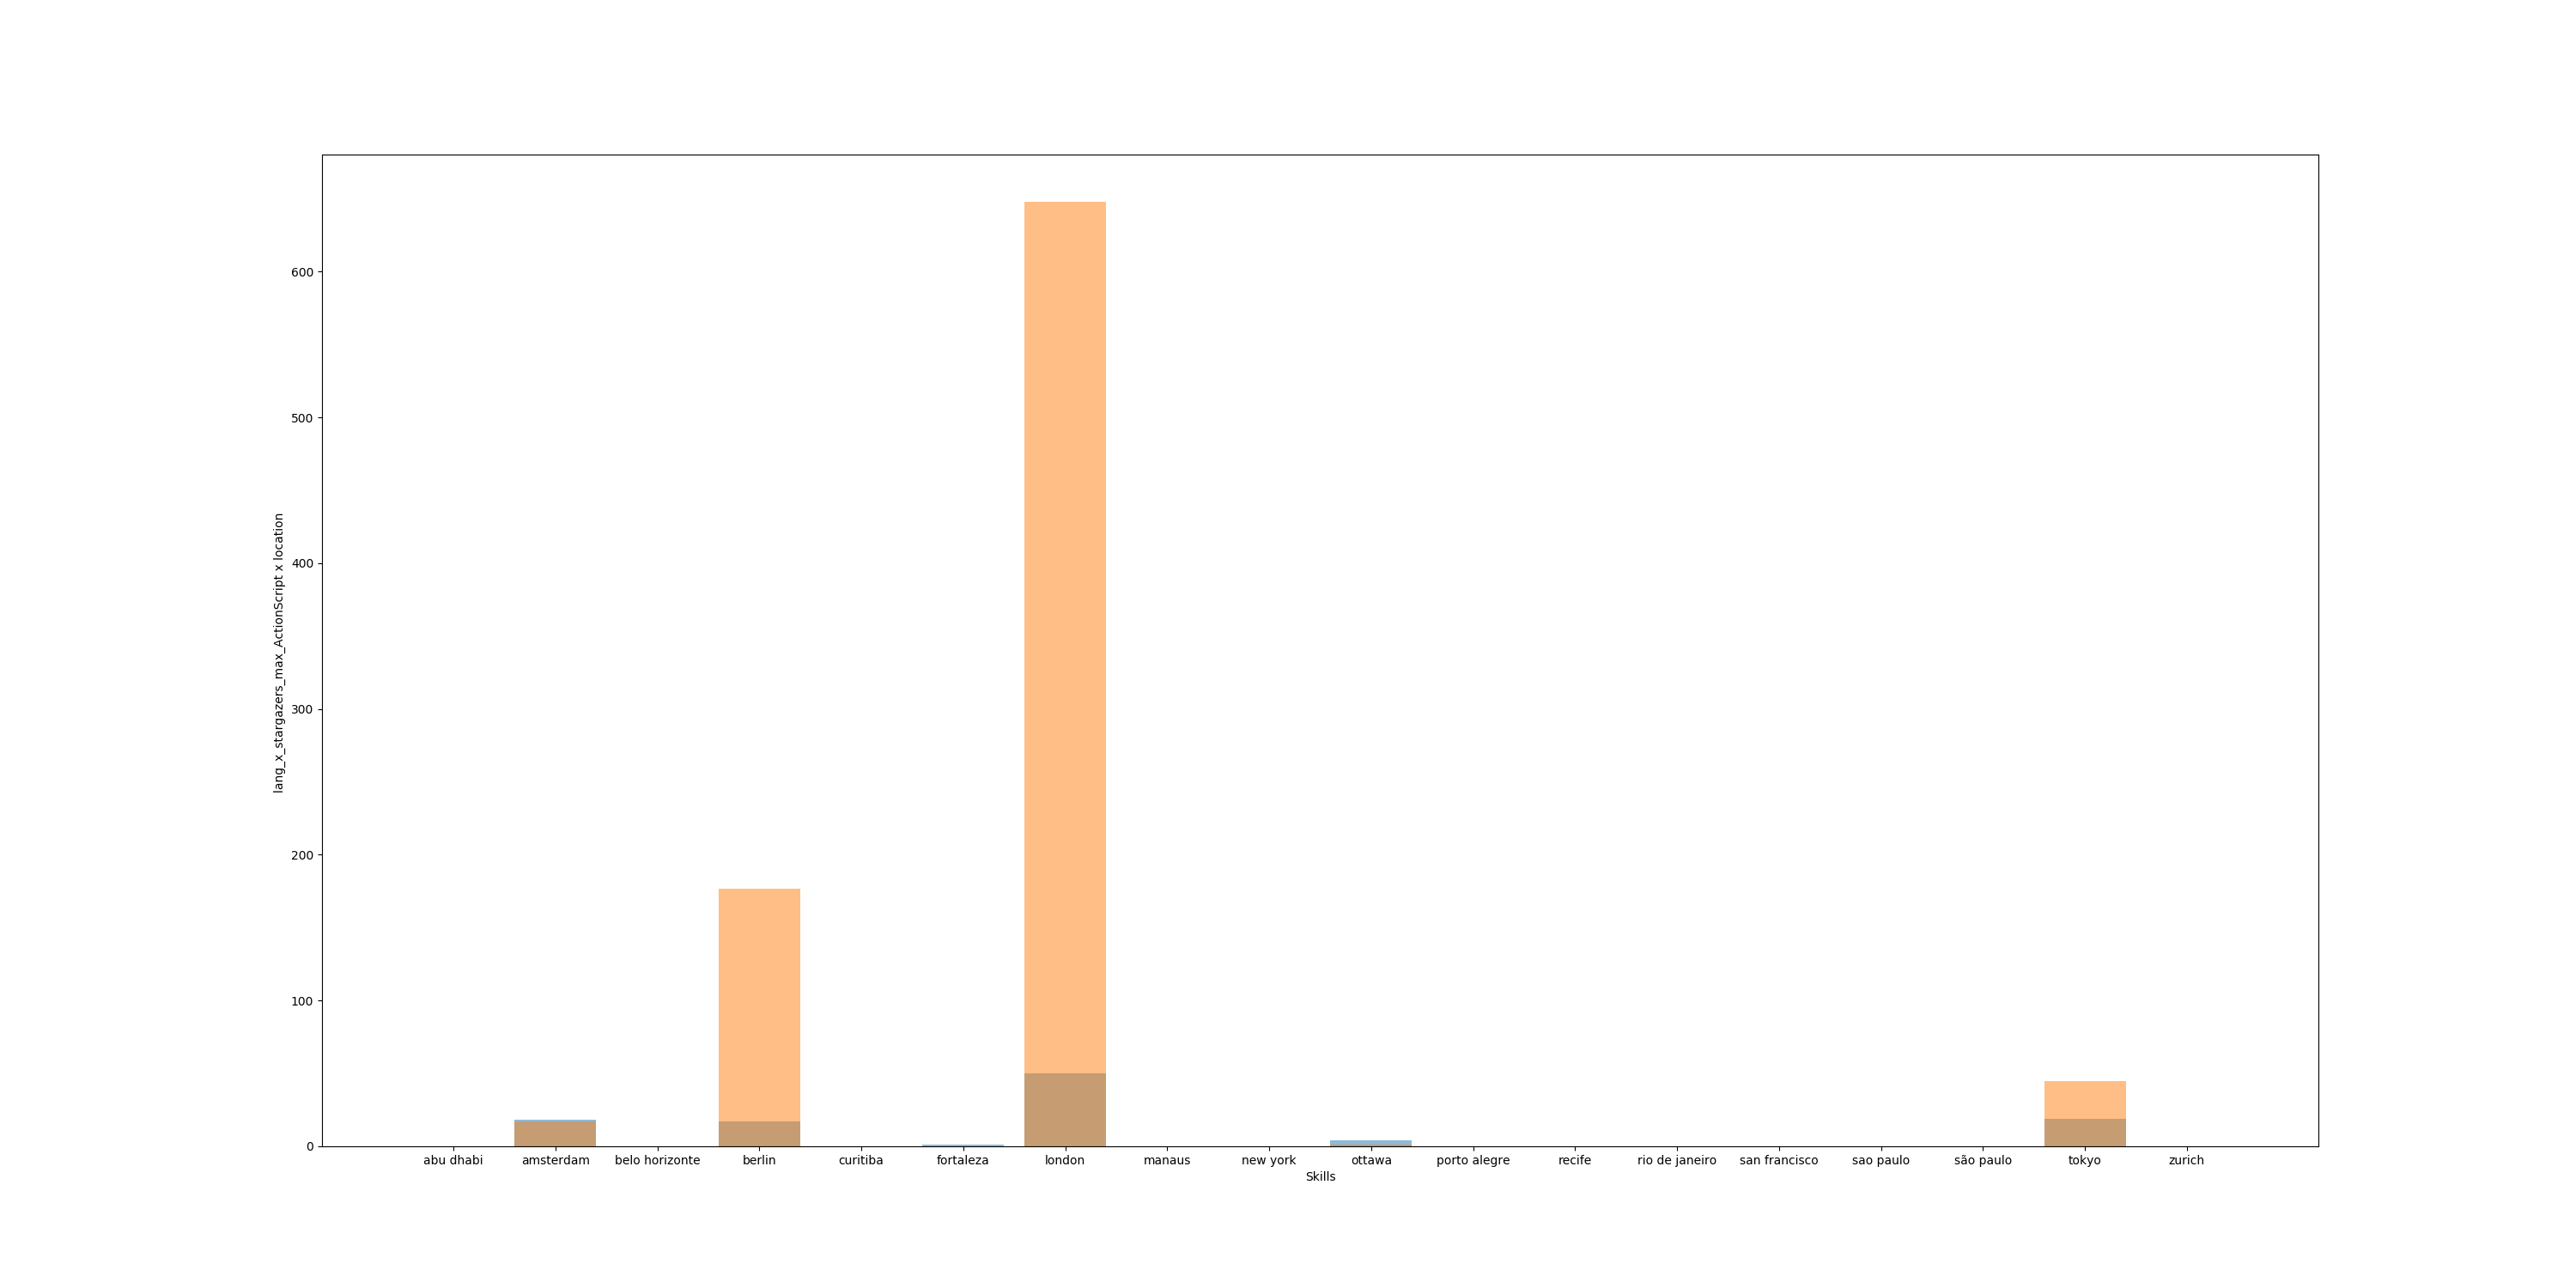 lang_x_stargazers_max_ActionScript x location
600
500
400
300
200
100
0
abu dhabi amsterdam belo horizonte berlin curitiba fortaleza london manaus new york ottawa porto alegre recife rio de janeiro san francisco sao paulo são paulo tokyo zurich
Skills